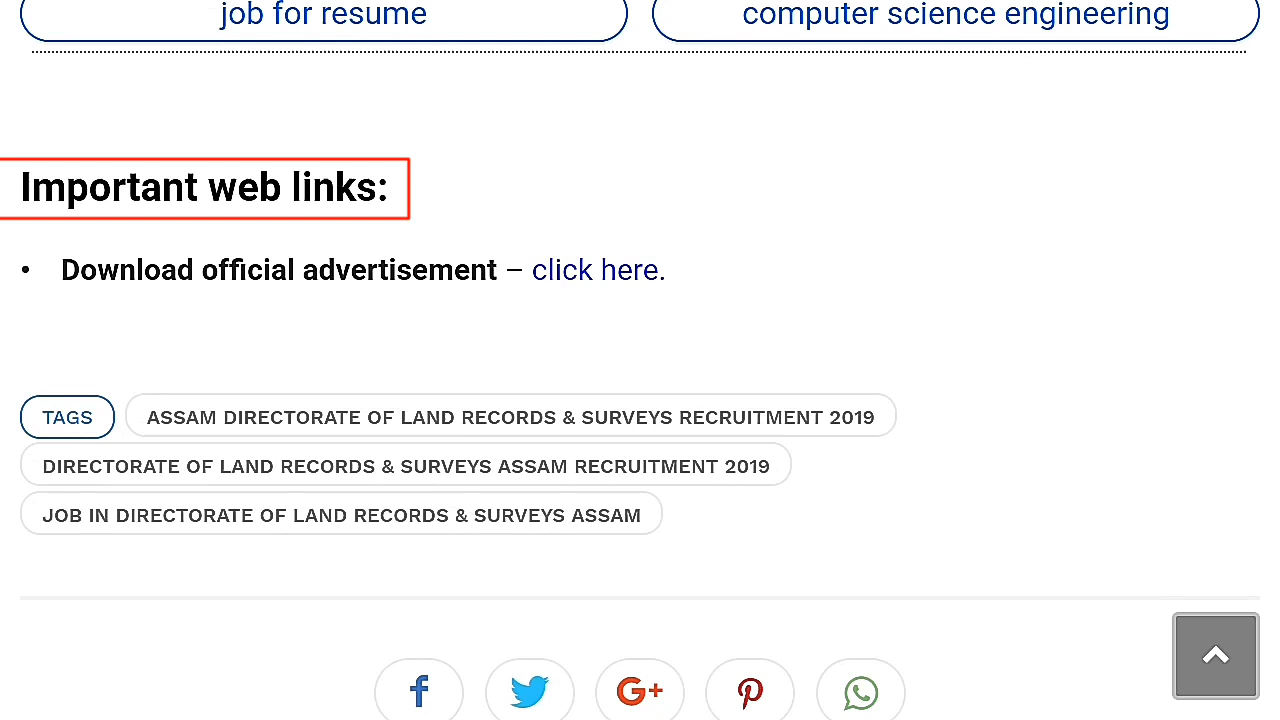 job for resume
computer science engineering
Important web links:
• Download official advertisement – click here.
TAGS
ASSAM DIRECTORATE OF LAND RECORDS & SURVEYS RECRUITMENT 2019
DIRECTORATE OF LAND RECORDS & SURVEYS ASSAM RECRUITMENT 2019
JOB IN DIRECTORATE OF LAND RECORDS & SURVEYS ASSAM